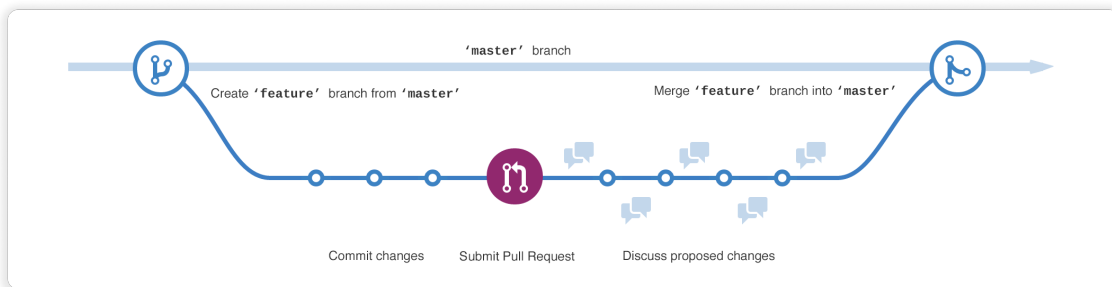 ‘master’ branch
Create ‘feature’ branch from ‘master’
Merge ‘feature’ branch into ‘master’
Commit changes
Submit Pull Request
Discuss proposed changes